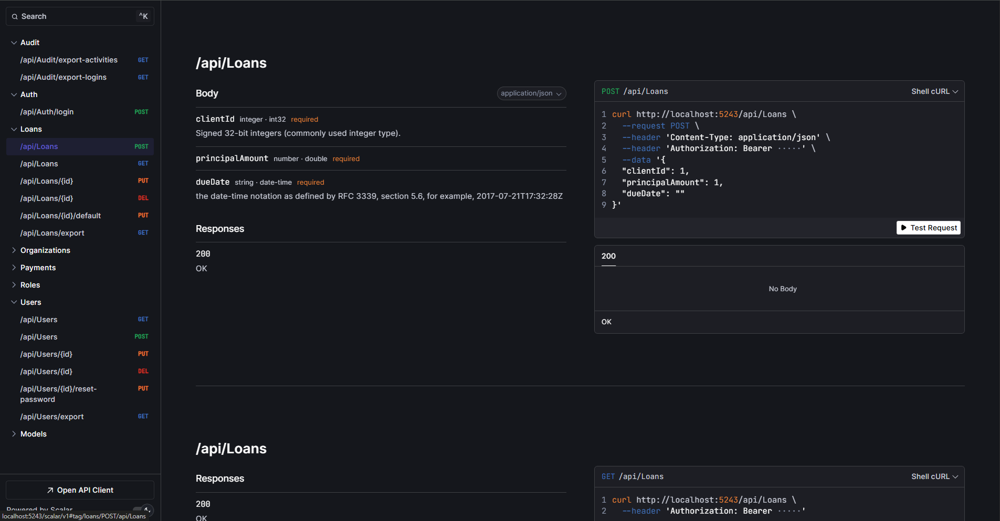 Search ^K
Audit
/api/Audit/export-activities GET
/api/Audit/export-logins GET
Auth
/api/Auth/login POST
Loans
/api/Loans POST
/api/Loans GET
/api/Loans/{id} PUT
/api/Loans/{id} DEL
/api/Loans/{id}/default PUT
/api/Loans/export GET
Organizations
Payments
Roles
Users
/api/Users GET
/api/Users POST
/api/Users/{id} PUT
/api/Users/{id} DEL
/api/Users/{id}/reset- PUT
password
/api/Users/export GET
Models
Open API Client
Powered by Scalar
localhost:5243/scalar/v1#tag/loans/POST/api/Loans
/api/Loans
Body application/json
clientId integer · int32 required
Signed 32-bit integers (commonly used integer type).
principalAmount number · double required
dueDate string · date-time required
the date-time notation as defined by RFC 3339, section 5.6, for example, 2017-07-21T17:32:28Z
Responses
200
OK
POST /api/Loans Shell cURL
1 curl http://localhost:5243/api/Loans \
2 --request POST \
3 --header 'Content-Type: application/json' \
4 --header 'Authorization: Bearer ·····' \
5 --data '{
6 "clientId": 1,
7 "principalAmount": 1,
8 "dueDate": ""
9 }'
Test Request
200
No Body
OK
/api/Loans
Responses
200
OK
GET /api/Loans Shell cURL
1 curl http://localhost:5243/api/Loans \
2 --header 'Authorization: Bearer ·····'